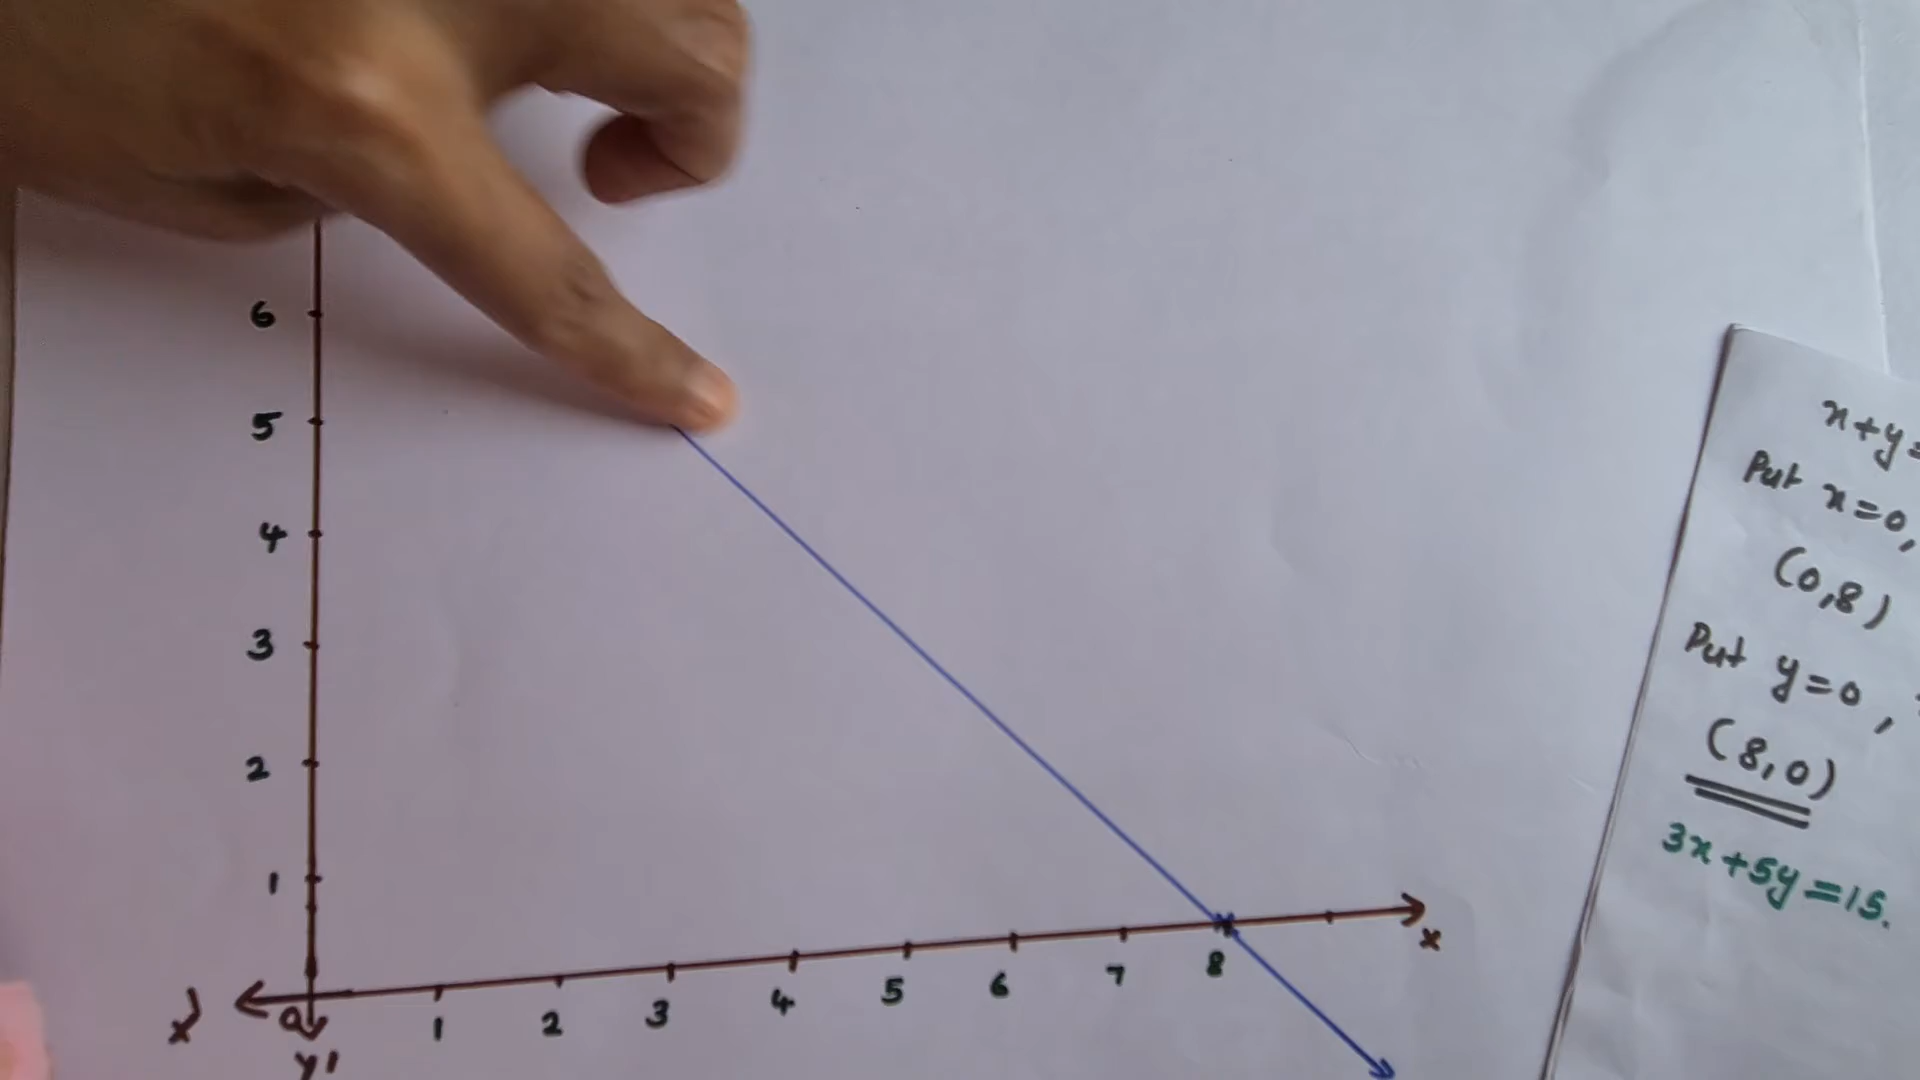 6
5
4
3
2
1
X' O 1 2 3 4 5 6 7 8 X
Y'
x+y=
Put x=0,
(0,8)
Put y=0,
(8,0)
3x+5y=15.